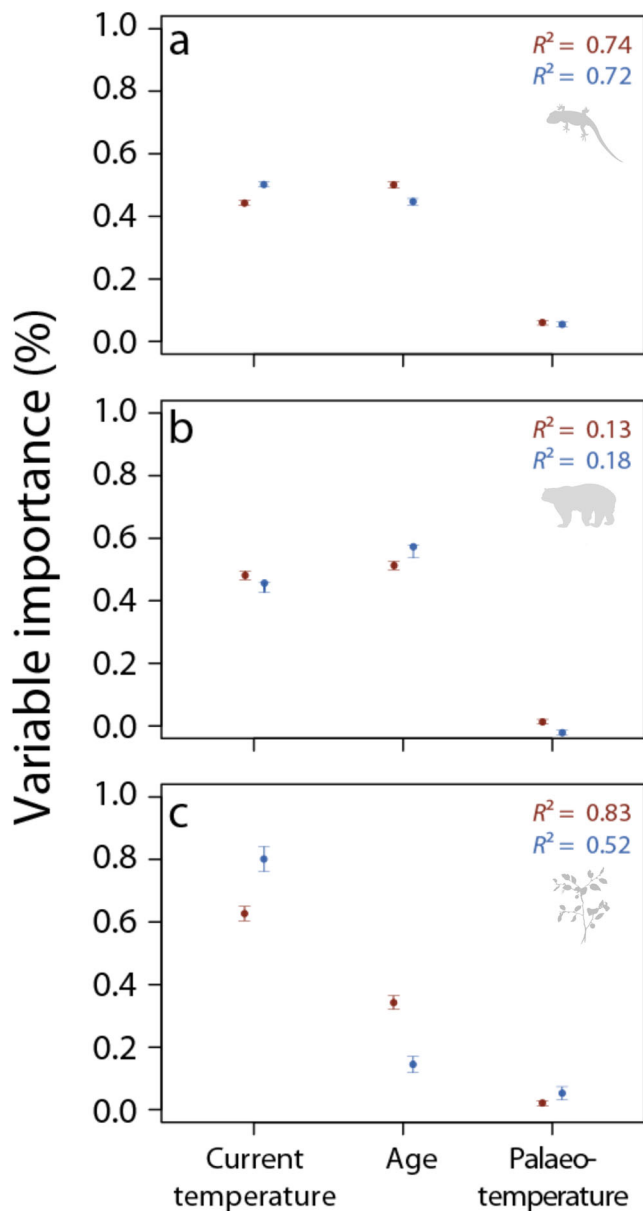 Variable importance (%)
a
R² = 0.74
R² = 0.72
1.0
0.8
0.6
0.4
0.2
0.0
b
R² = 0.13
R² = 0.18
1.0
0.8
0.6
0.4
0.2
0.0
c
R² = 0.83
R² = 0.52
1.0
0.8
0.6
0.4
0.2
0.0
Current
temperature
Age
Palaeo-
temperature